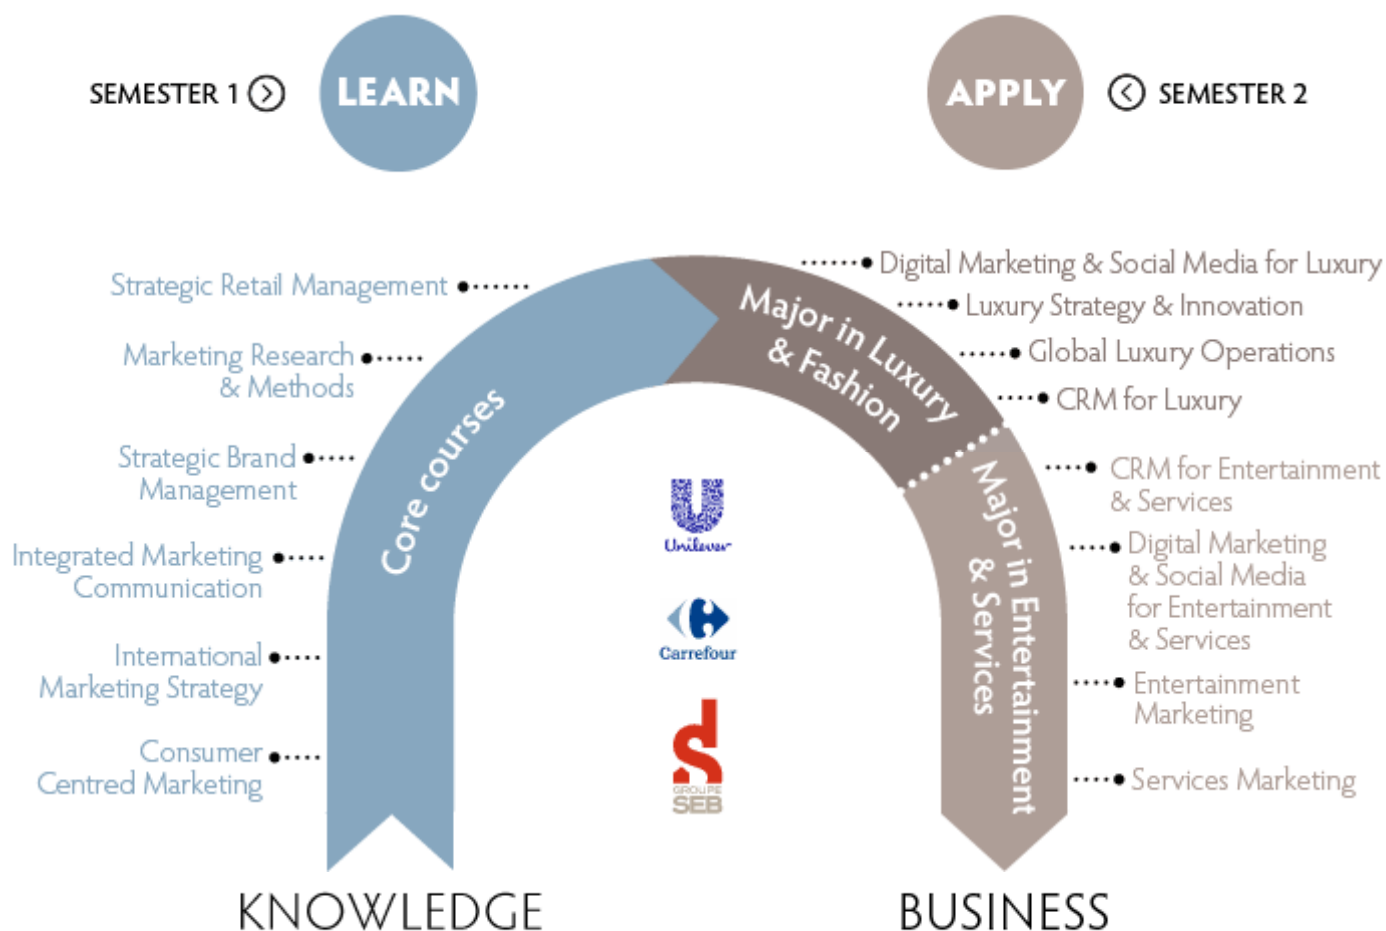 SEMESTER 1
LEARN
APPLY
SEMESTER 2
Strategic Retail Management
Marketing Research
& Methods
Strategic Brand
Management
Integrated Marketing
Communication
International
Marketing Strategy
Consumer
Centred Marketing
Core courses
Major in Luxury
& Fashion
Major in Entertainment
& Services
Digital Marketing & Social Media for Luxury
Luxury Strategy & Innovation
Global Luxury Operations
CRM for Luxury
CRM for Entertainment
& Services
Digital Marketing
& Social Media
for Entertainment
& Services
Entertainment
Marketing
Services Marketing
Unilever
Carrefour
GROUPE
SEB
KNOWLEDGE
BUSINESS